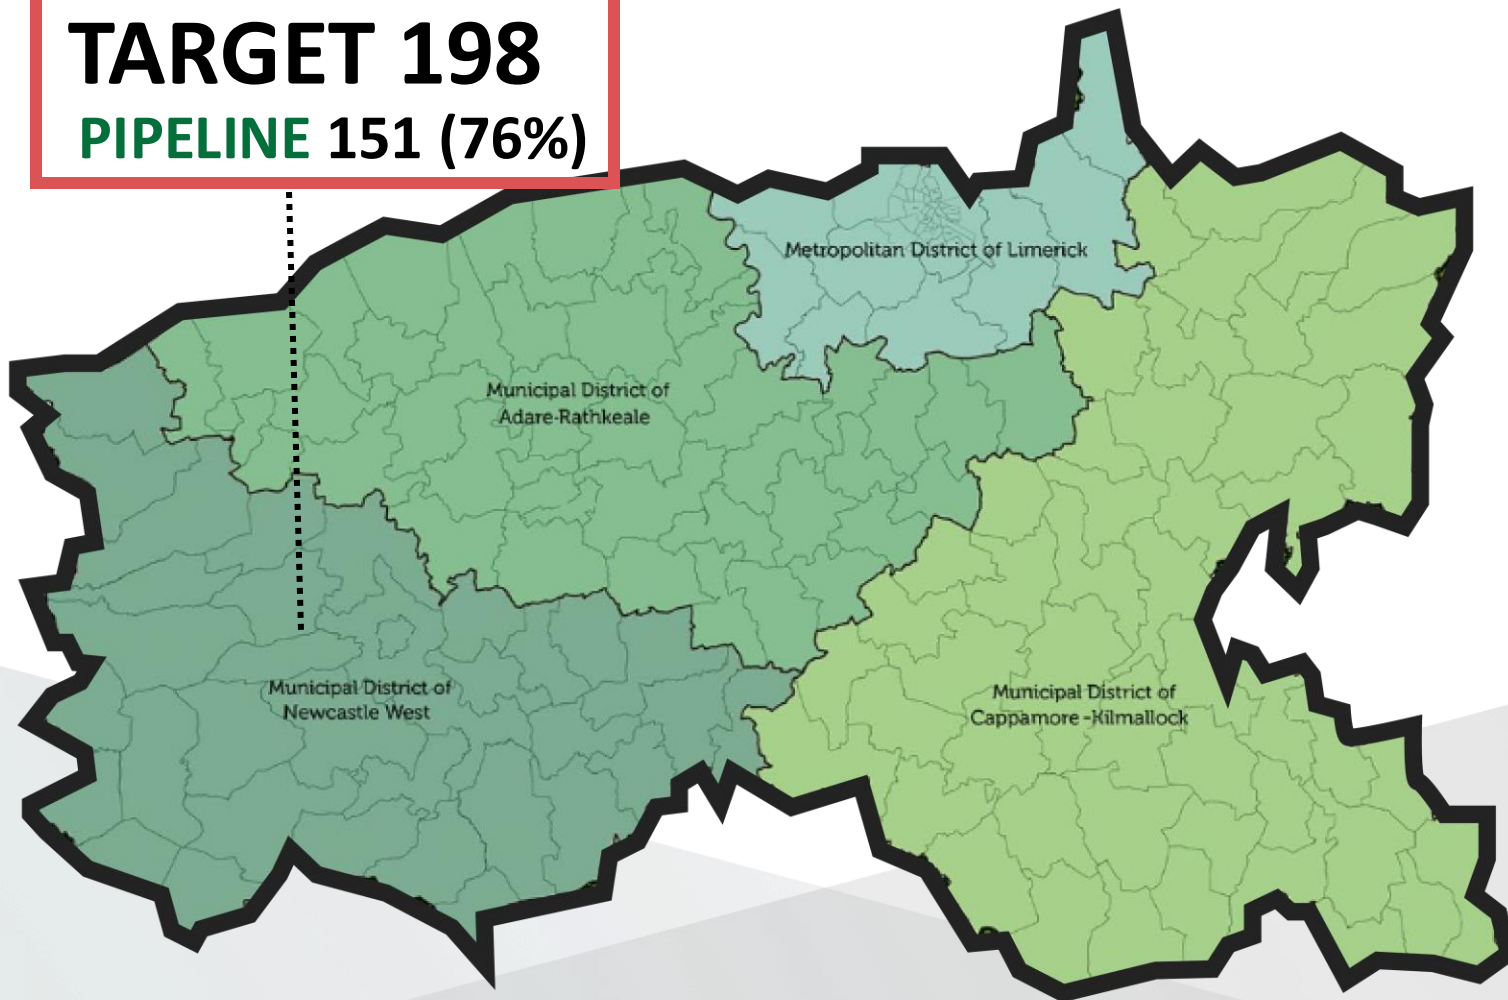 TARGET 198
PIPELINE 151 (76%)
Metropolitan District of Limerick
Municipal District of
Adare-Rathkeale
Municipal District of
Newcastle West
Municipal District of
Cappamore -Kilmallock